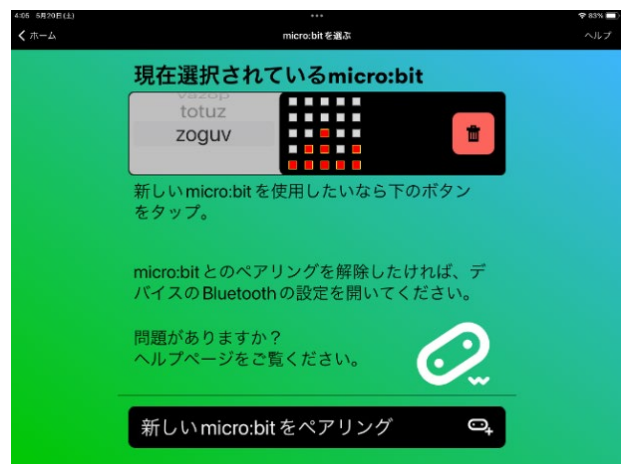 4:05 5月29日(土)
83%
ホーム
micro:bitを選ぶ
ヘルプ
現在選択されているmicro:bit
vazop
totuz
zoguv
新しいmicro:bitを使用したいなら下のボタン
をタップ。
micro:bitとのペアリングを解除したければ、デ
バイスのBluetoothの設定を開いてください。
問題がありますか?
ヘルプページをご覧ください。
新しいmicro:bitをペアリング